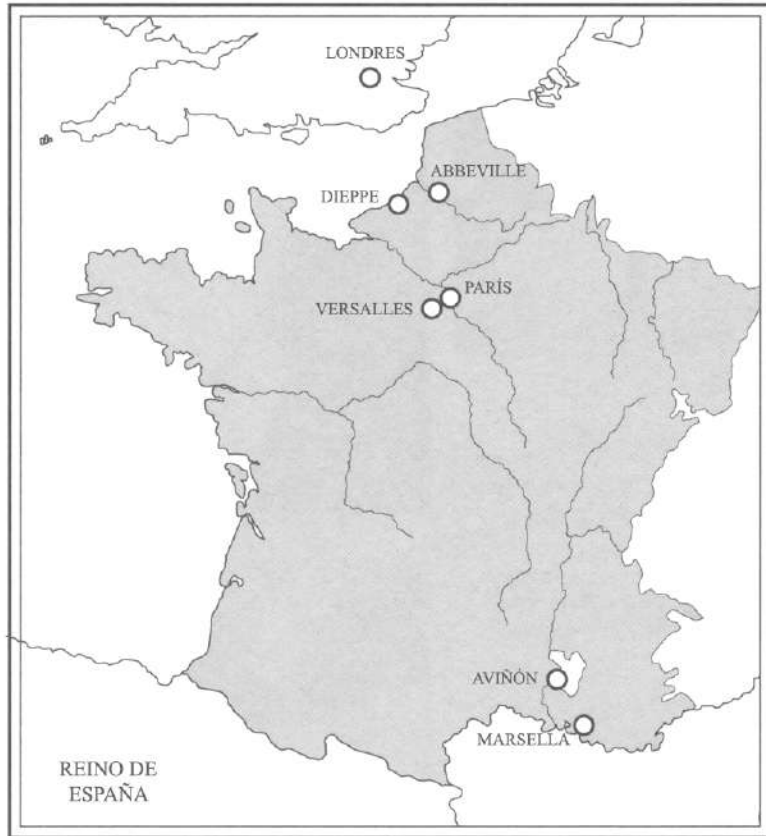 LONDRES
ABBEVILLE
DIEPPE
PARÍS
VERSALLES
AVIÑÓN
MARSELLA
REINO DE
ESPAÑA